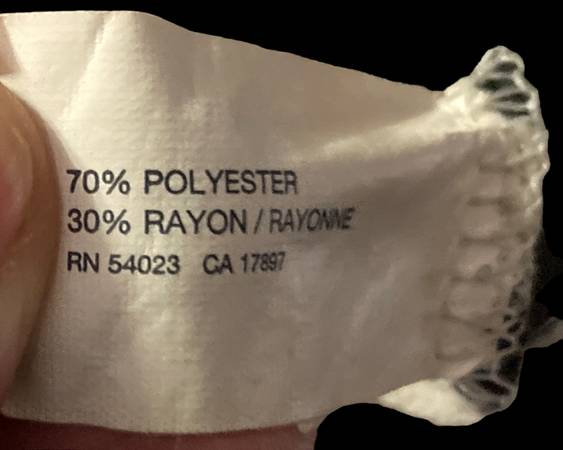 70% POLYESTER
30% RAYON / RAYONNE
RN 54023 CA 17897